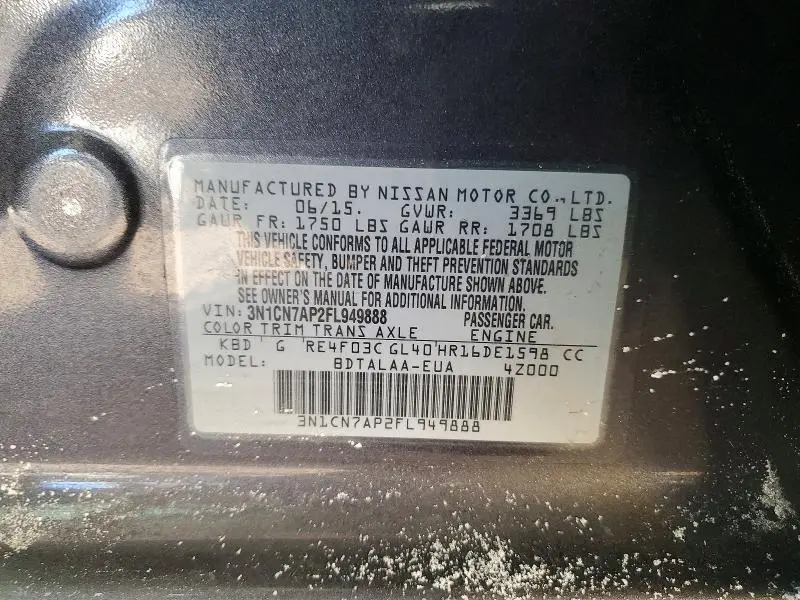 MANUFACTURED BY NISSAN MOTOR CO.,LTD.
DATE: 06/15. GVWR: 3369 LBS
GAWR FR: 1750 LBS GAWR RR: 1708 LBS
THIS VEHICLE CONFORMS TO ALL APPLICABLE FEDERAL MOTOR
VEHICLE SAFETY, BUMPER AND THEFT PREVENTION STANDARDS
IN EFFECT ON THE DATE OF MANUFACTURE SHOWN ABOVE.
SEE OWNER'S MANUAL FOR ADDITIONAL INFORMATION.
VIN: 3N1CN7AP2FL949888 PASSENGER CAR.
COLOR TRIM TRANS AXLE ENGINE
KBD G RE4F03C GL40 HR16DE1598 CC
MODEL: BDTALAA-EUA 4Z000
3N1CN7AP2FL949888